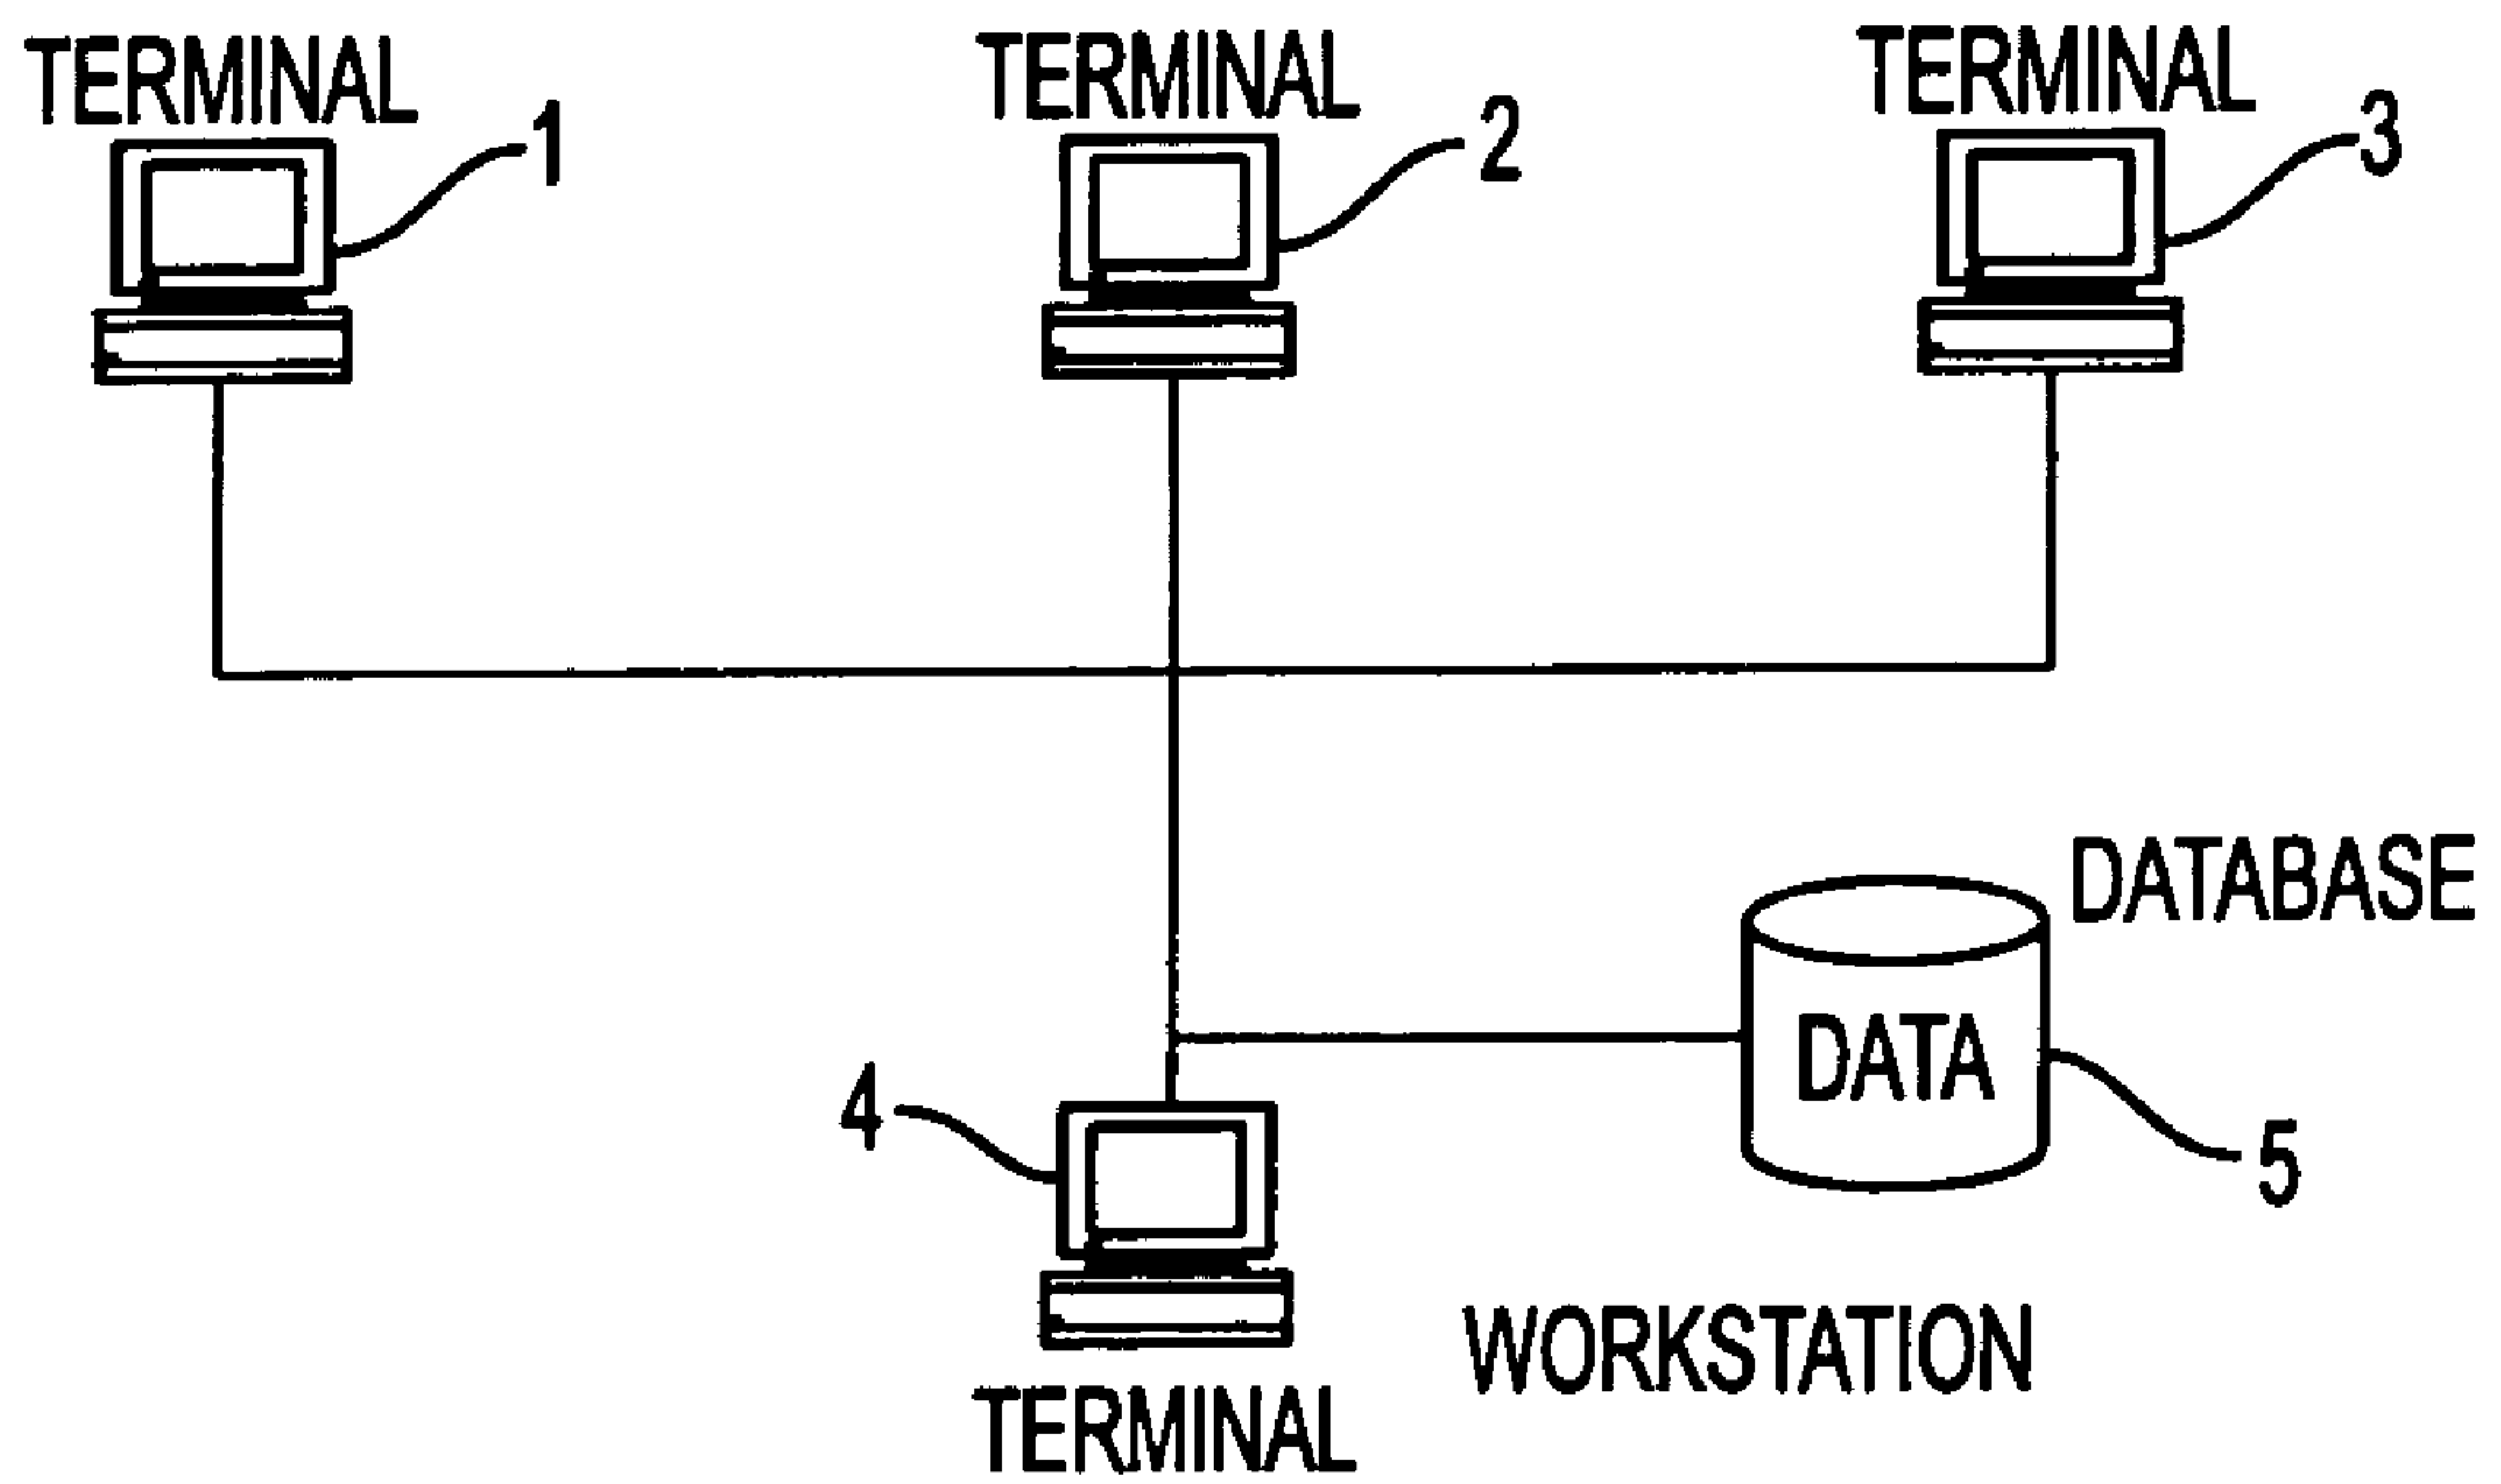 TERMINAL
TERMINAL
TERMINAL
1
2
3
DATABASE
DATA
4
5
WORKSTATION
TERMINAL